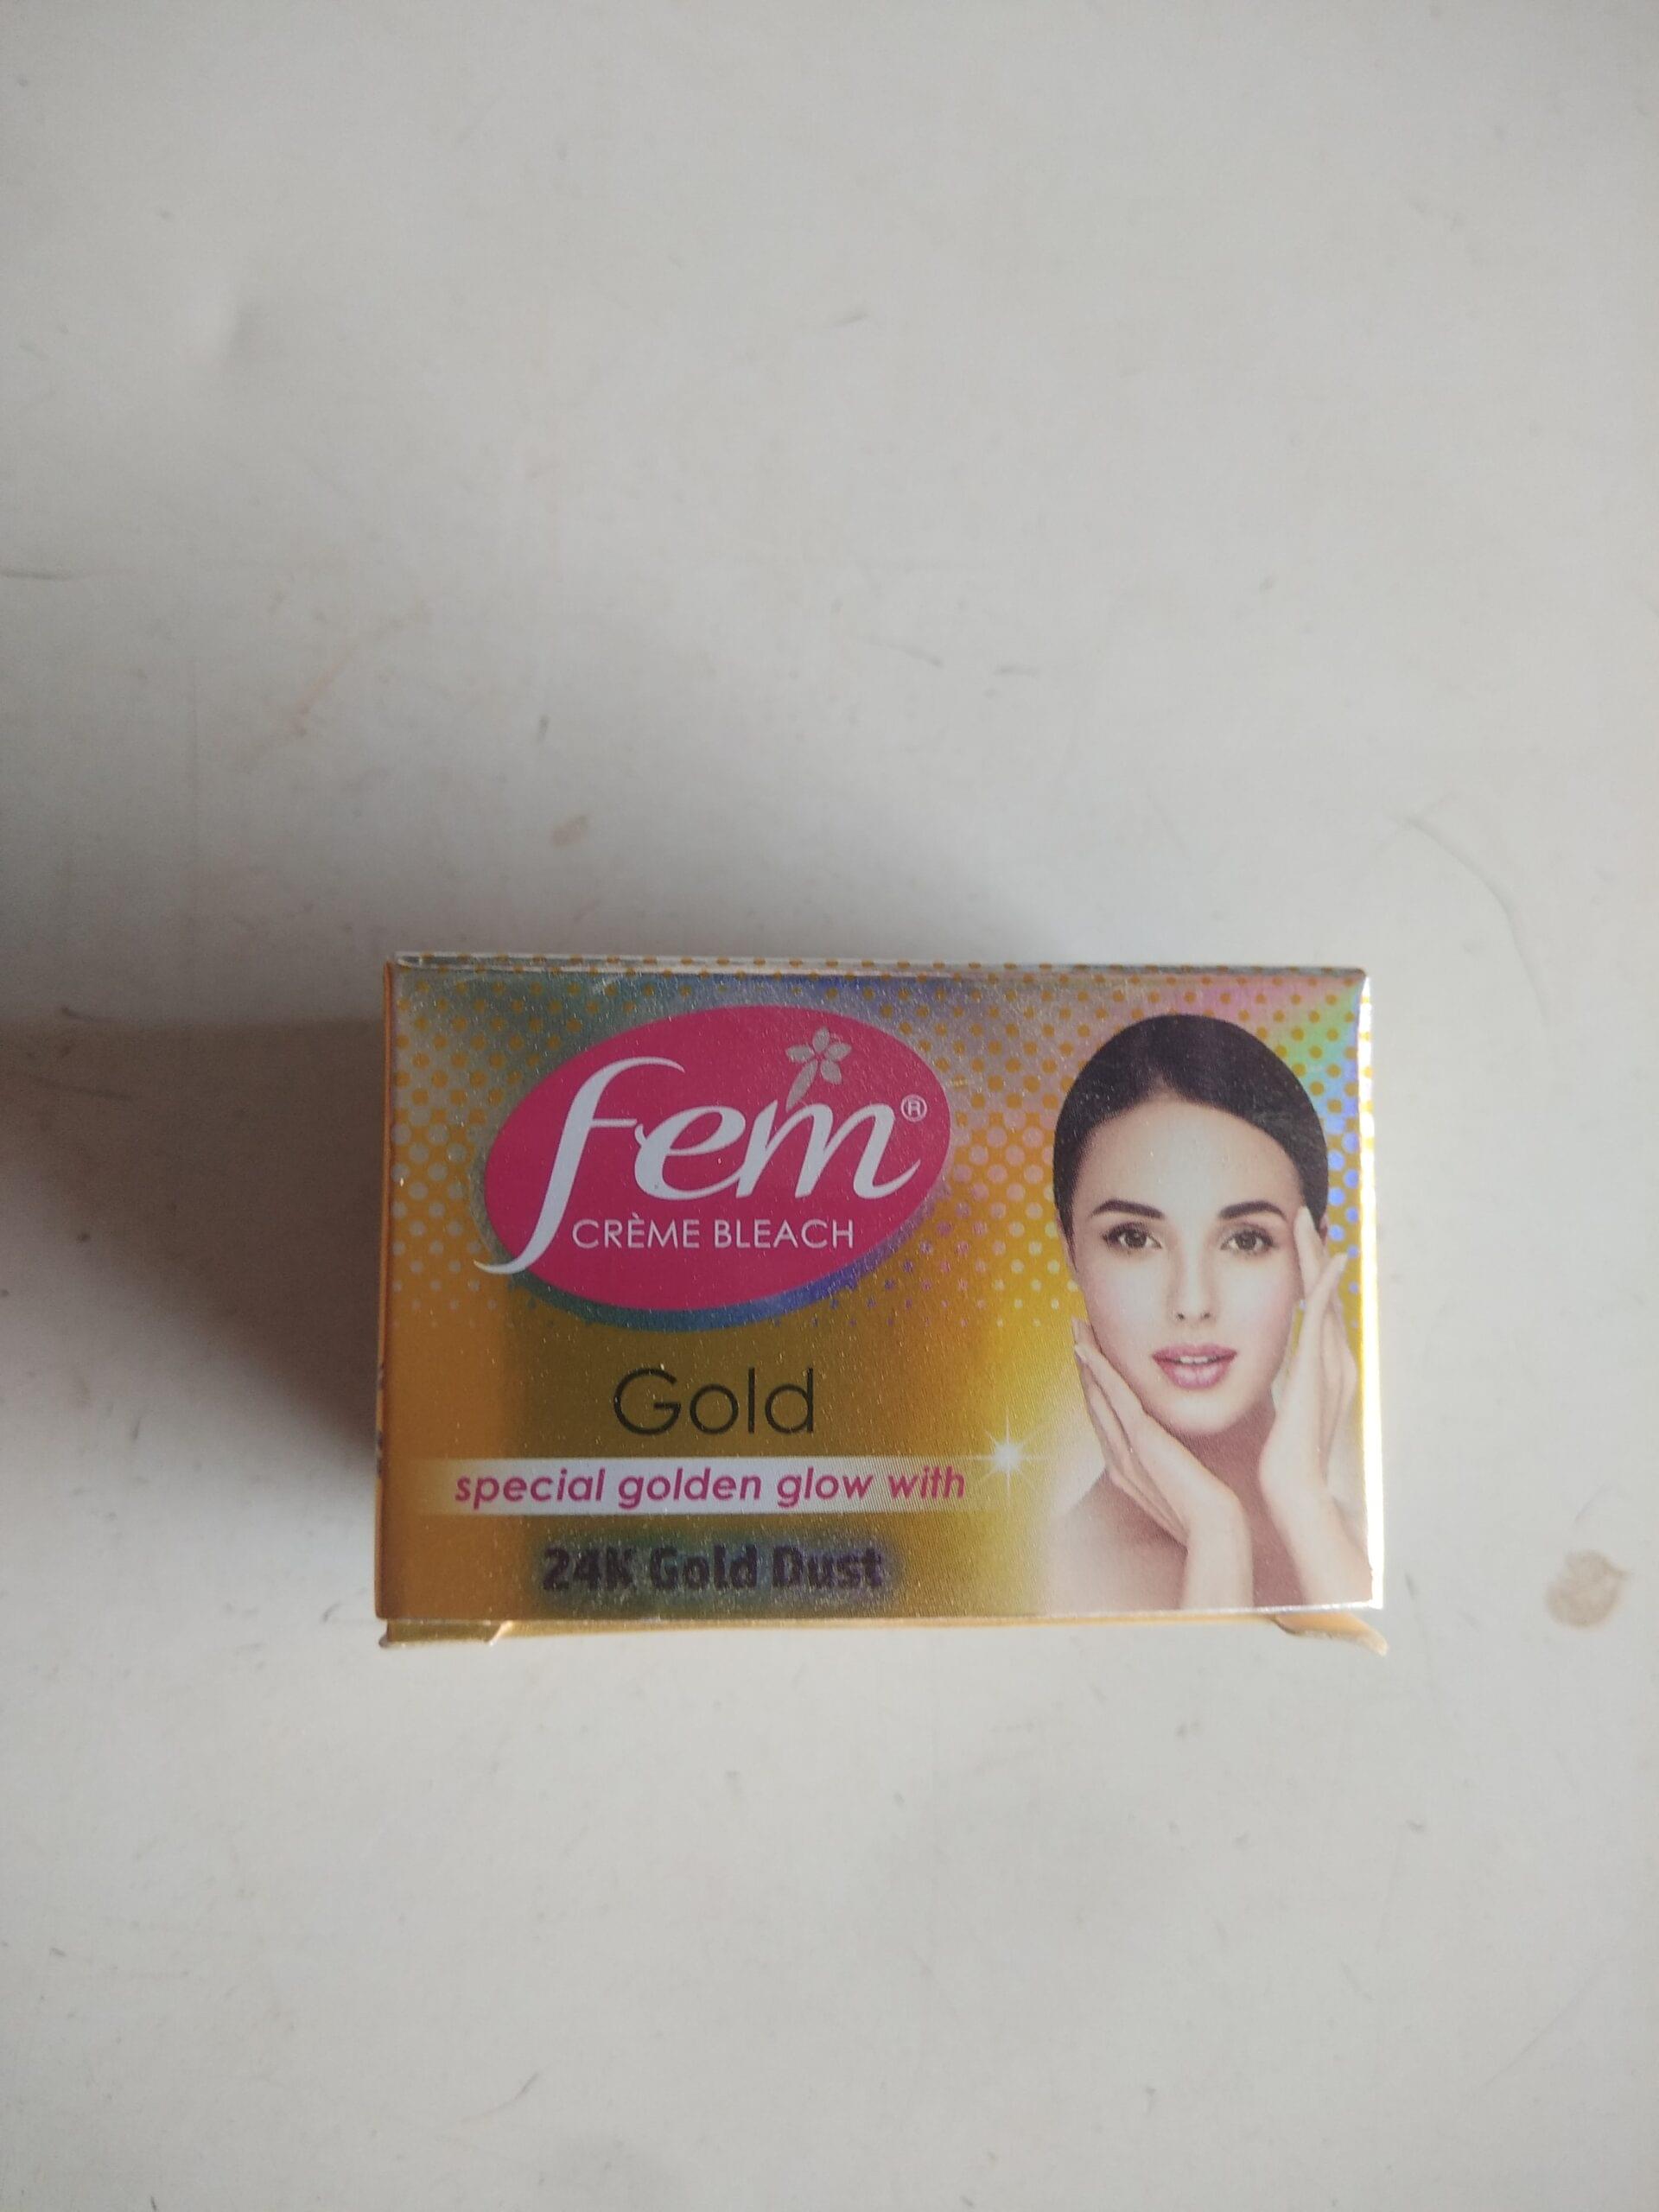 fem®
CRÈME BLEACH
Gold
special golden glow with
24K Gold Dust